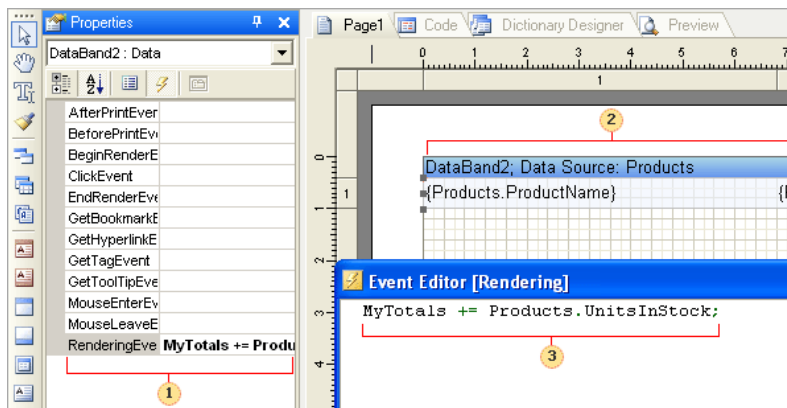 Properties
Page1 Code Dictionary Designer Preview
DataBand2 : Data
0 1 2 3 4 5 6 7
1
AfterPrintEver
BeforePrintEv
BeginRenderE
ClickEvent
EndRenderEve
GetBookmarkE
GetHyperlinkE
GetTagEvent
GetToolTipEve
MouseEnterEv
MouseLeaveE
RenderingEve MyTotals += Produ
1
2
0
DataBand2; Data Source: Products
1
{Products.ProductName}
1
2
Event Editor [Rendering]
3
MyTotals += Products.UnitsInStock;
3
4